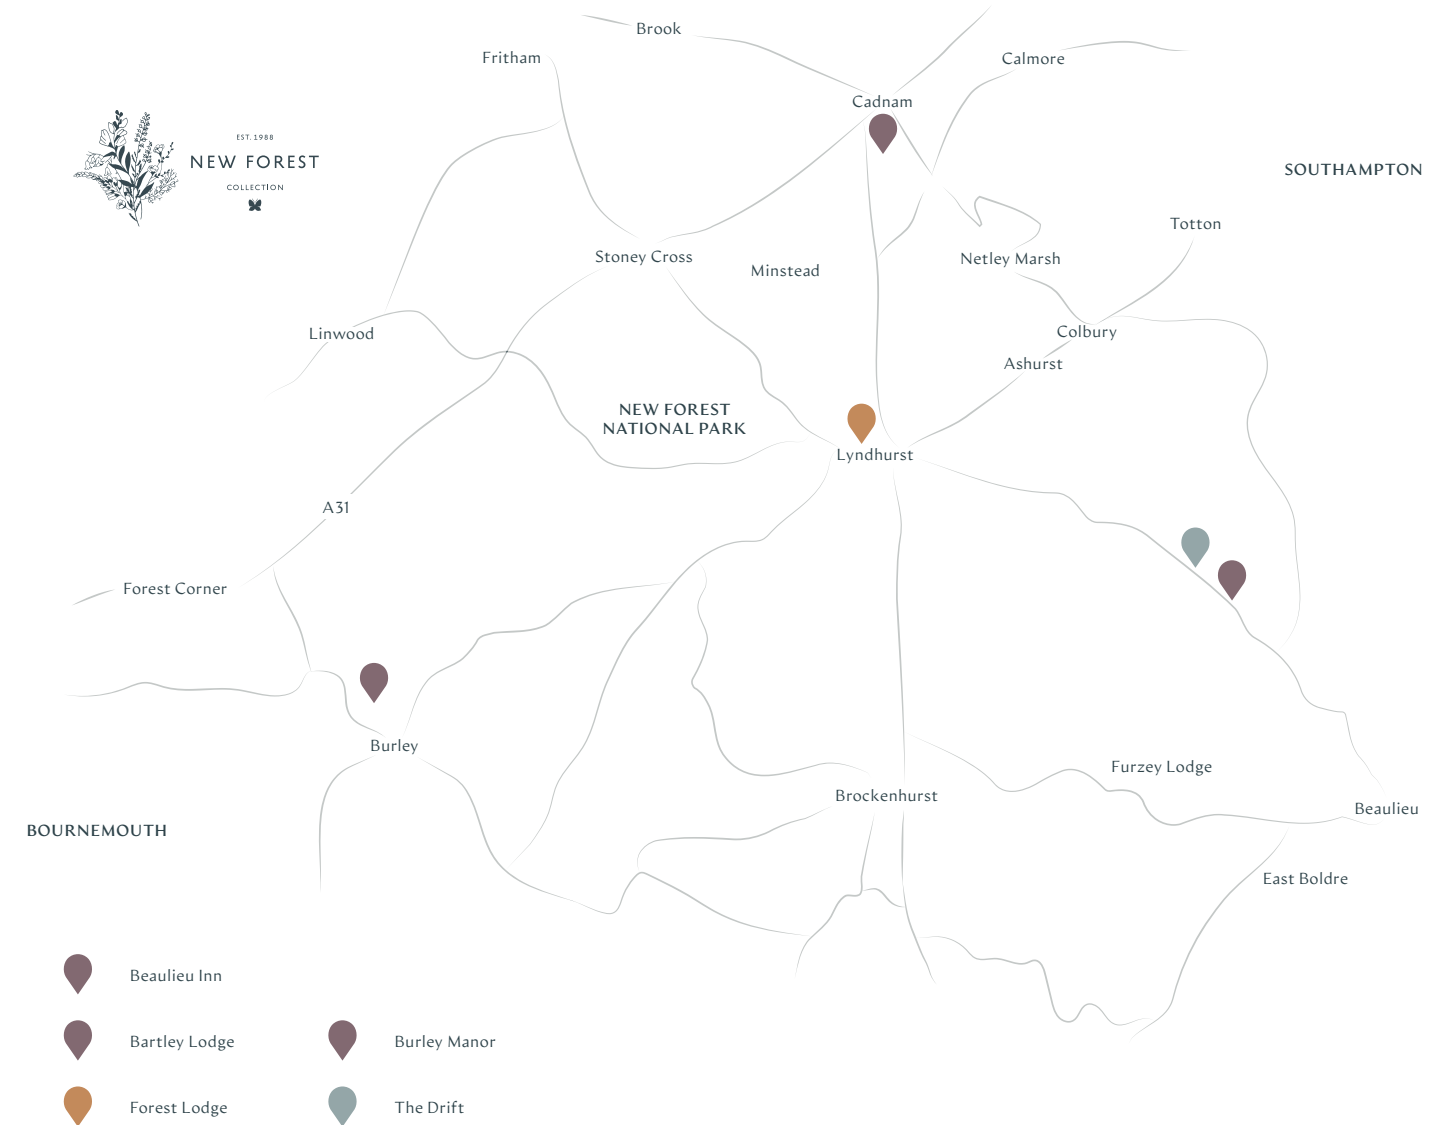 Brook
Fritham
Calmore
Cadnam
EST. 1988
NEW FOREST
COLLECTION
SOUTHAMPTON
Totton
Stoney Cross
Minstead
Netley Marsh
Linwood
Colbury
Ashurst
NEW FOREST
NATIONAL PARK
Lyndhurst
A31
Forest Corner
Burley
Furzey Lodge
Brockenhurst
Beaulieu
BOURNEMOUTH
East Boldre
Beaulieu Inn
Bartley Lodge
Burley Manor
Forest Lodge
The Drift